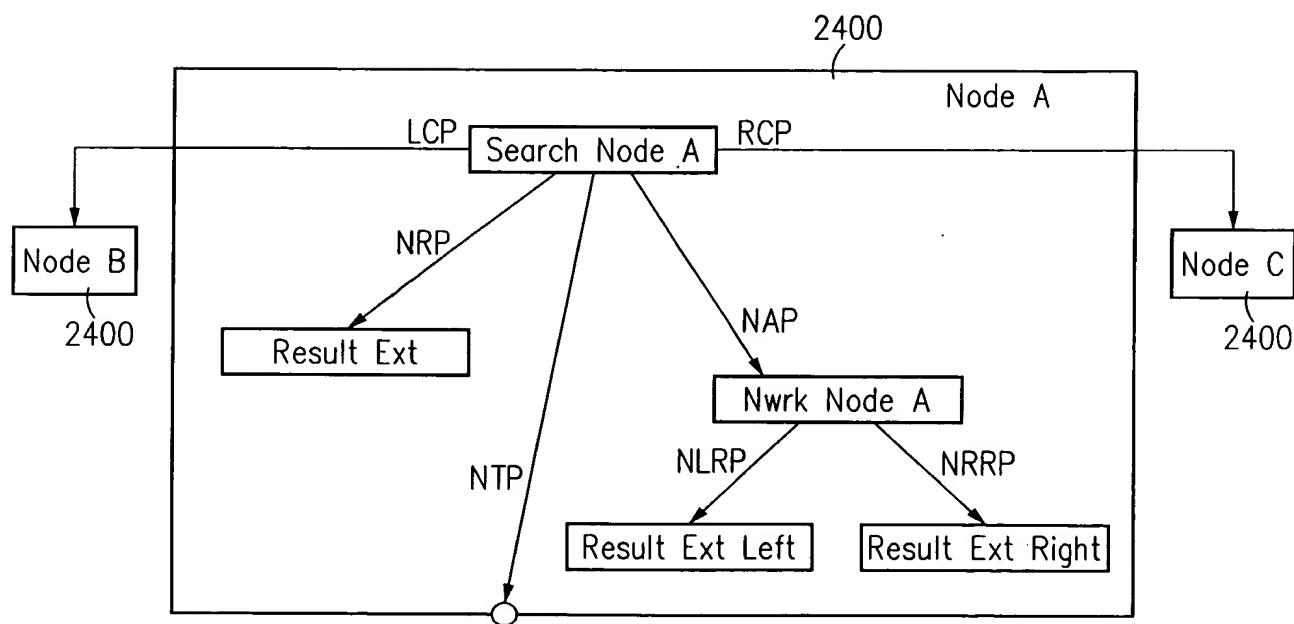 2400
Node A
LCP
Search Node A
RCP
Node B
2400
NRP
Node C
2400
Result Ext
NAP
Nwrk Node A
NTP
NLRP
NRRP
Result Ext Left
Result Ext Right